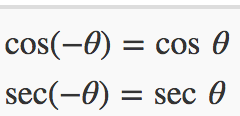 cos(−θ) = cos θ
sec(−θ) = sec θ